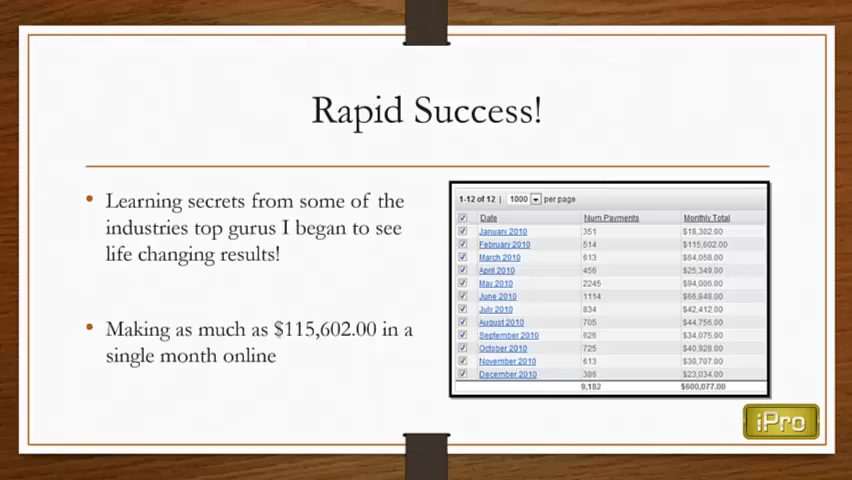 Rapid Success!
• Learning secrets from some of the
industries top gurus I began to see
life changing results!
• Making as much as $115,602.00 in a
single month online
1-12 of 12 | 1000 per page
Date Num Payments Monthly Total
January 2010 351 $18,302.00
February 2010 514 $115,602.00
March 2010 613 $64,058.00
April 2010 456 $25,349.00
May 2010 2245 $94,006.00
June 2010 1114 $66,848.00
July 2010 834 $42,412.00
August 2010 705 $44,756.00
September 2010 626 $34,075.00
October 2010 725 $40,928.00
November 2010 613 $30,707.00
December 2010 386 $23,034.00
9,182 $600,077.00
iPro